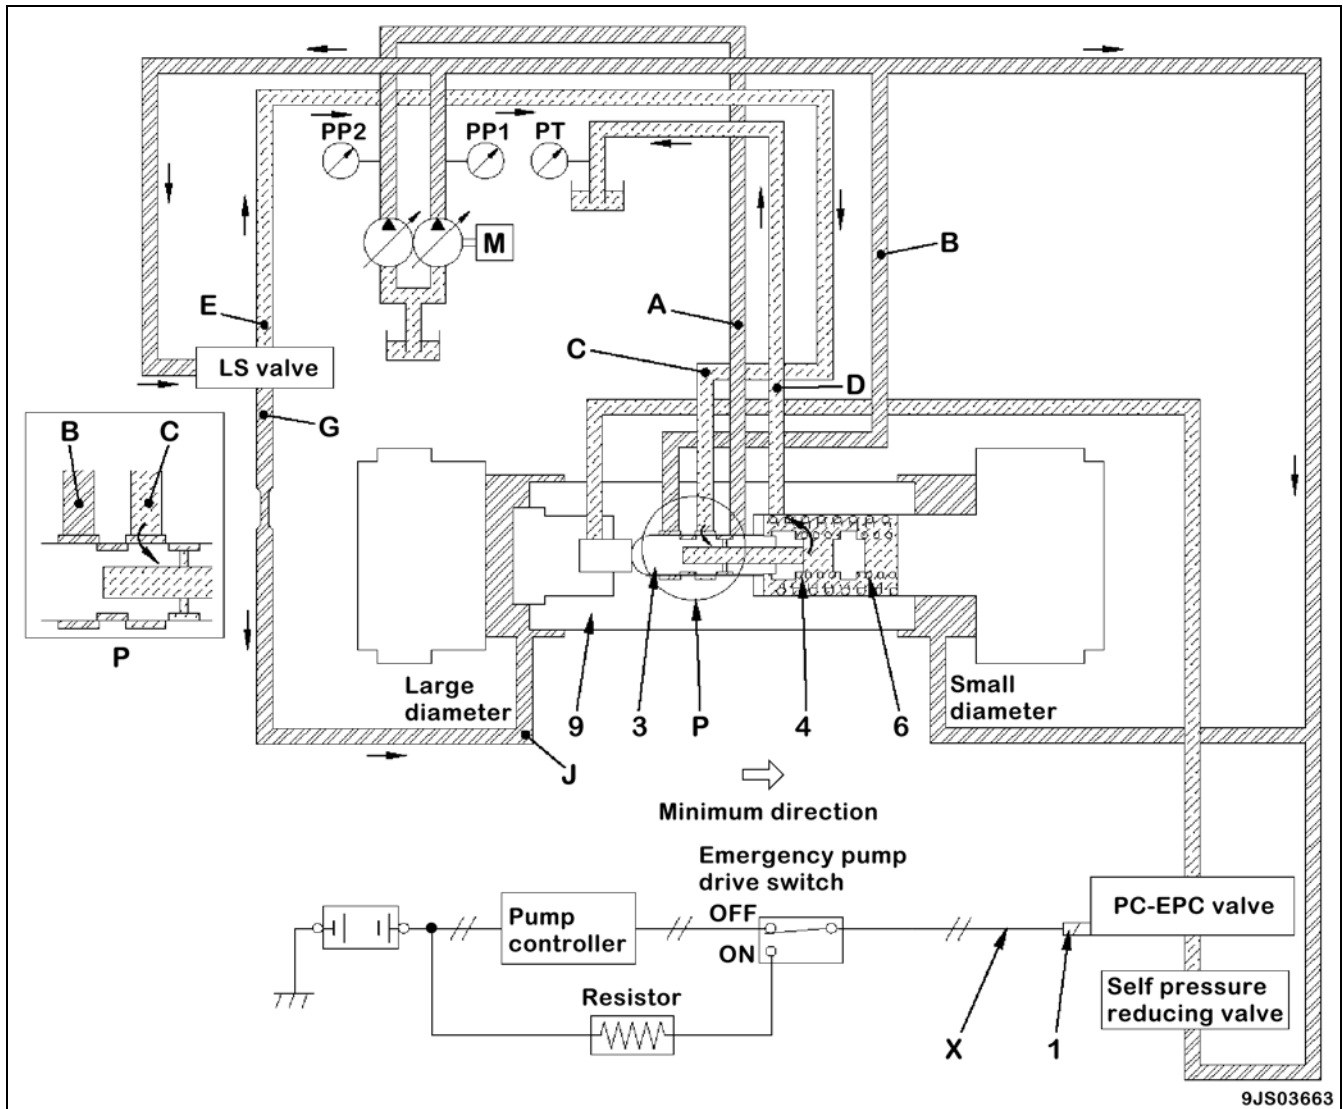 PP2
PP1
PT
M
B
E
A
C
LS valve
D
G
B
C
P
Large
diameter
9
3
P
4
6
Small
diameter
J
Minimum direction
Emergency pump
drive switch
OFF
ON
Pump
controller
PC-EPC valve
Resistor
Self pressure
reducing valve
X
1
9JS03663